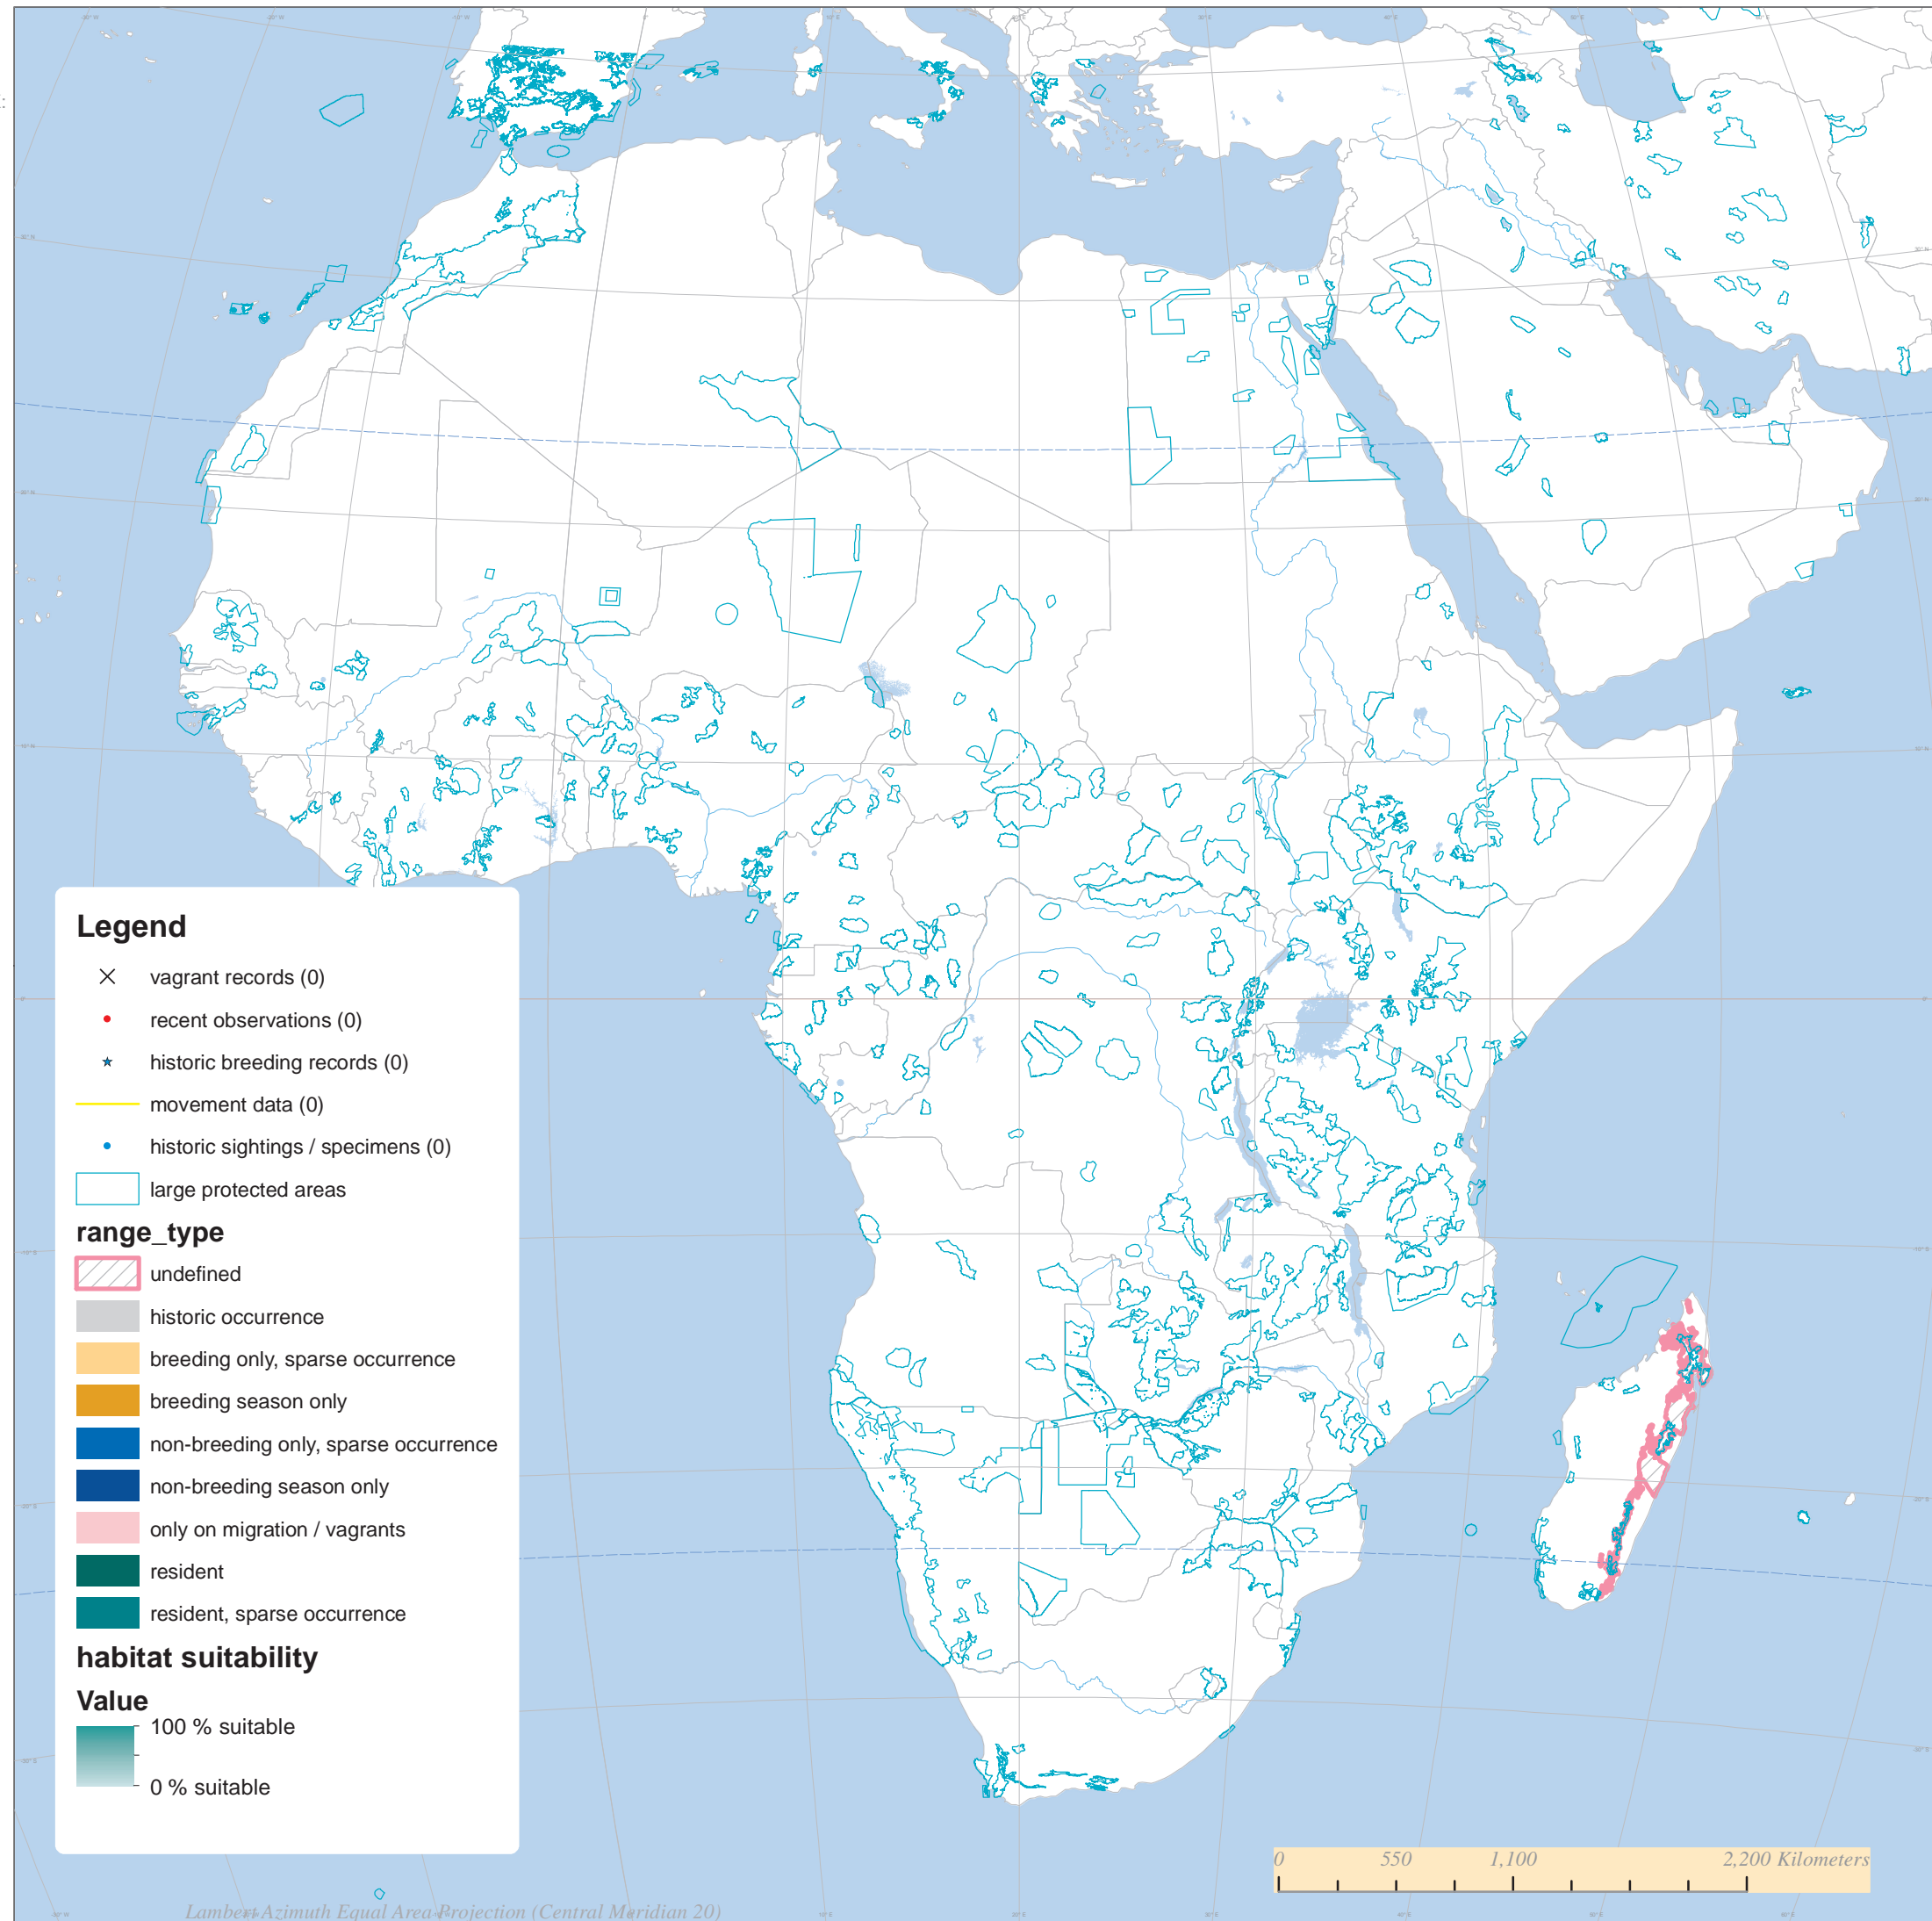 Legend
vagrant records (0)
recent observations (0)
historic breeding records (0)
movement data (0)
historic sightings / specimens (0)
large protected areas
range_type
undefined
historic occurrence
breeding only, sparse occurrence
breeding season only
non-breeding only, sparse occurrence
non-breeding season only
only on migration / vagrants
resident
resident, sparse occurrence
habitat suitability
Value
100 % suitable
0 % suitable
0 550 1,100 2,200 Kilometers
Lambert Azimuth Equal Area Projection (Central Meridian 20)